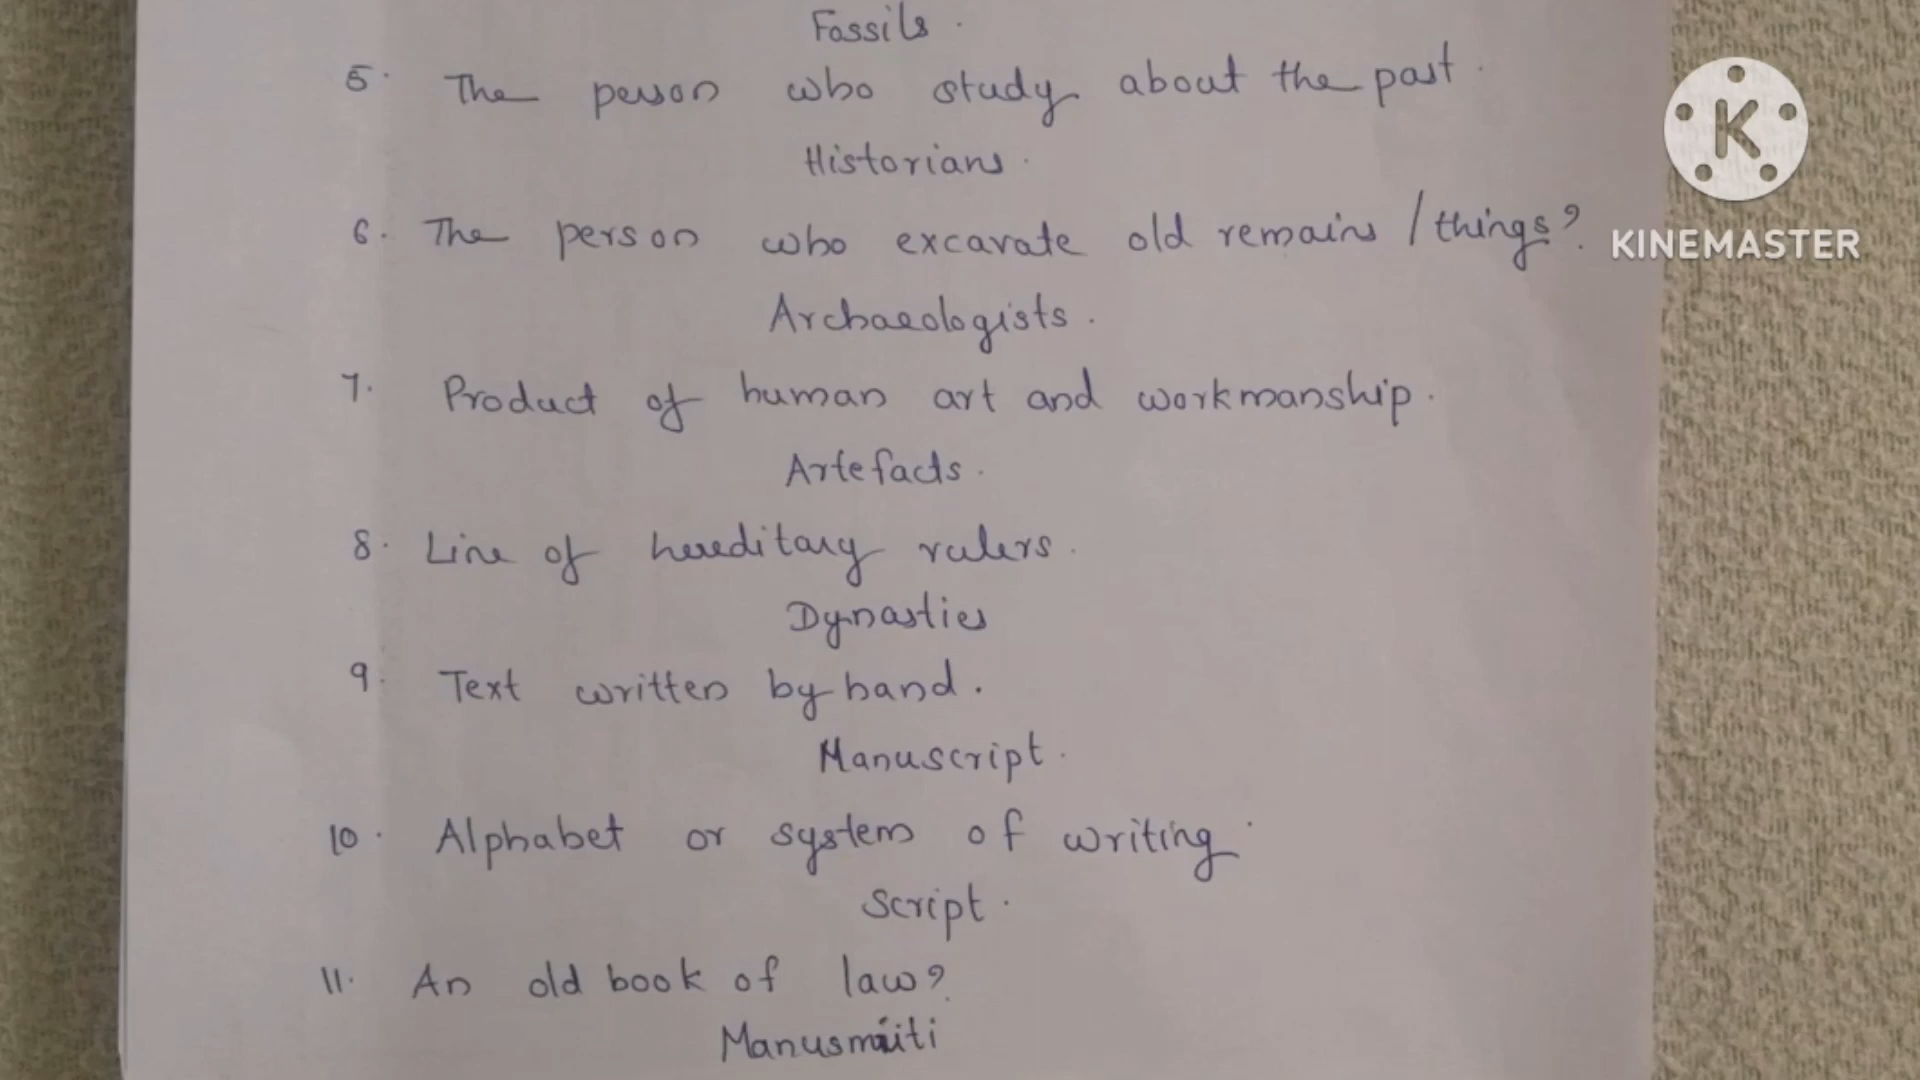 Fossils.
5. The person who study about the past.
Historians.
6. The person who excavate old remains / things?
Archaeologists.
7. Product of human art and workmanship.
Artefacts.
8. Line of hereditary rulers.
Dynasties
9. Text written by hand.
Manuscript.
10. Alphabet or system of writing.
Script.
11. An old book of law?
Manusmriti
K
KINEMASTER